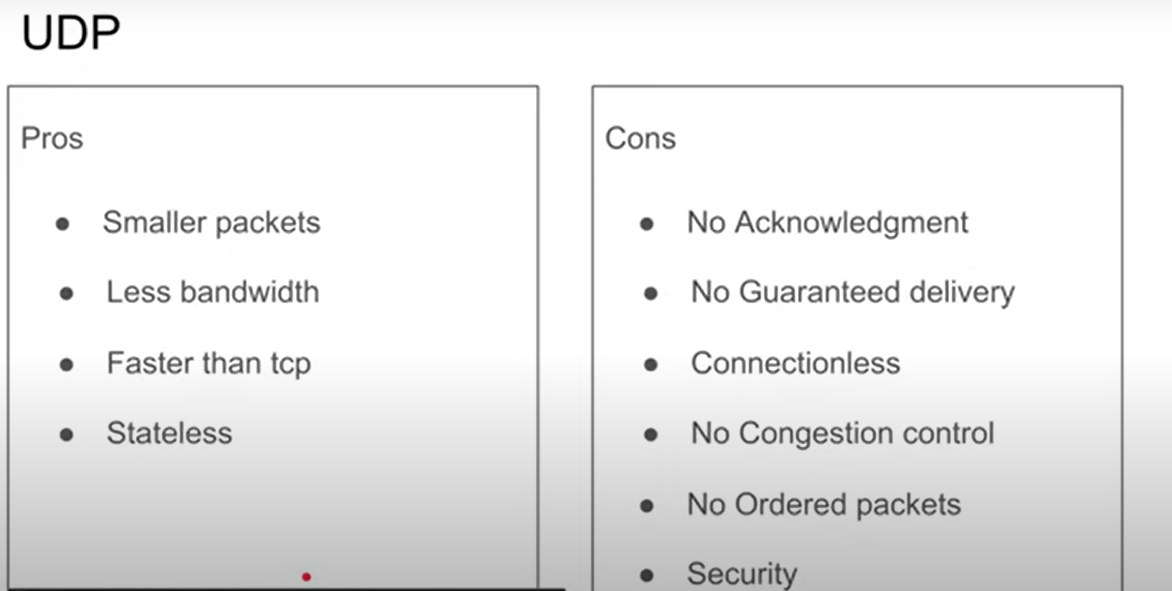 UDP
Pros
Smaller packets
Less bandwidth
Faster than tcp
Stateless
Cons
No Acknowledgment
No Guaranteed delivery
Connectionless
No Congestion control
No Ordered packets
Security